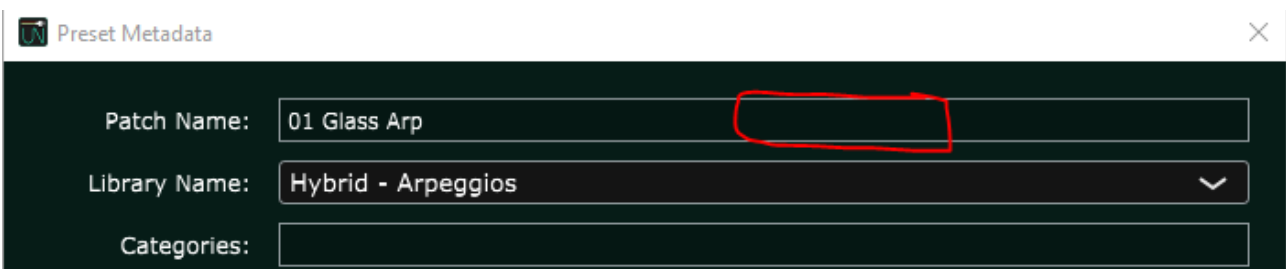 Preset Metadata
Patch Name: 01 Glass Arp
Library Name: Hybrid - Arpeggios
Categories: